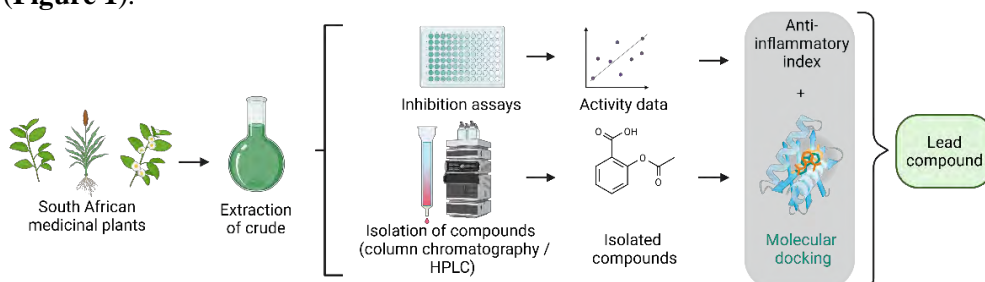 (Figure 1).
South African
medicinal plants
Extraction
of crude
Inhibition assays
Activity data
Isolation of compounds
(column chromatography /
HPLC)
O
OH
O
O
Isolated
compounds
Anti-
inflammatory
index
+
Molecular
docking
Lead
compound